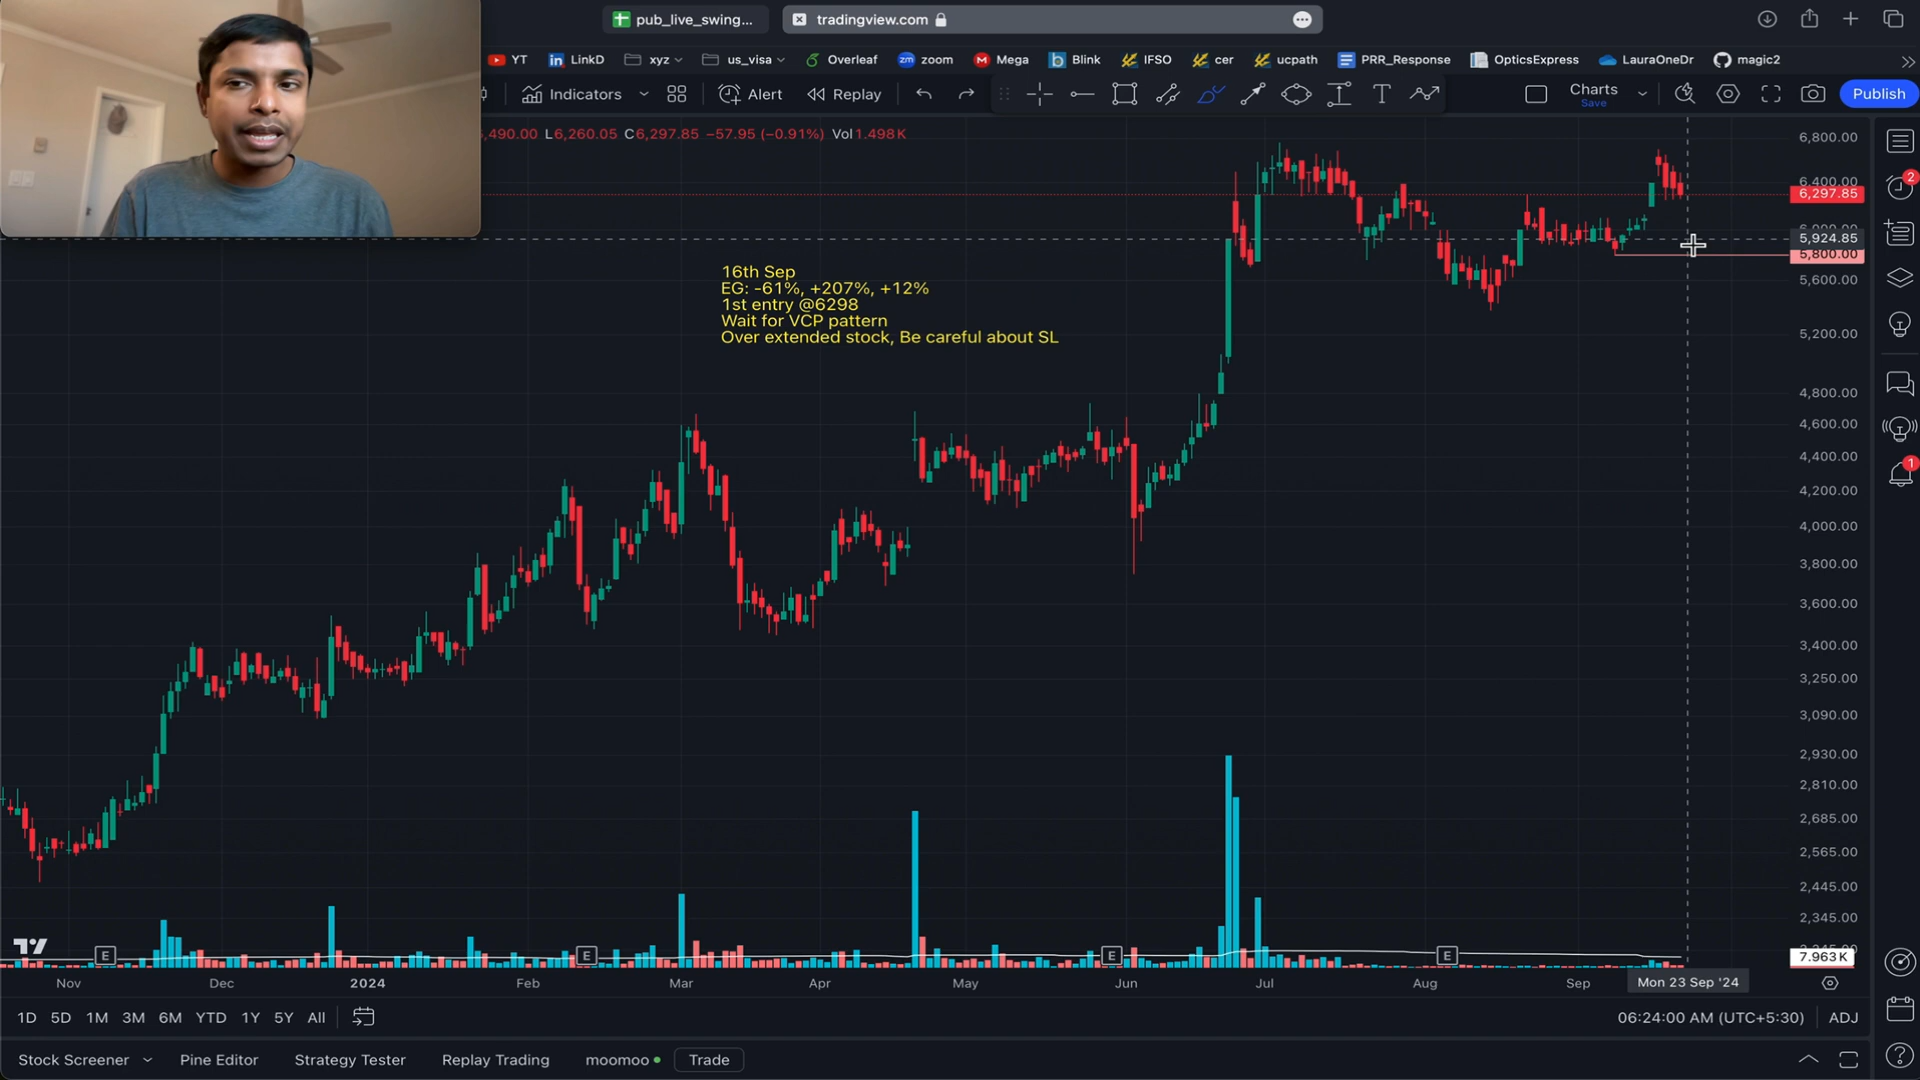 pub_live_swing...
tradingview.com
YT
LinkD
xyz
us_visa
Overleaf
zm
zoom
Mega
Blink
IFSO
cer
ucpath
PRR_Response
OpticsExpress
LauraOneDr
magic2
Indicators
Alert
Replay
Charts
Save
Publish
,490.00 L6,260.05 C6,297.85 −57.95 (−0.91%) Vol1.498K
6,800.00
6,400.00
6,297.85
5,924.85
5,800.00
5,600.00
5,200.00
4,800.00
4,600.00
4,400.00
4,200.00
4,000.00
3,800.00
3,600.00
3,400.00
3,250.00
3,090.00
2,930.00
2,810.00
2,685.00
2,565.00
2,445.00
2,345.00
7.963K
2
1
16th Sep
EG: -61%, +207%, +12%
1st entry @6298
Wait for VCP pattern
Over extended stock, Be careful about SL
E
E
E
E
Nov
Dec
2024
Feb
Mar
Apr
May
Jun
Jul
Aug
Sep
Mon 23 Sep '24
1D 5D 1M 3M 6M YTD 1Y 5Y All
06:24:00 AM (UTC+5:30)
ADJ
Stock Screener
Pine Editor
Strategy Tester
Replay Trading
moomoo
Trade